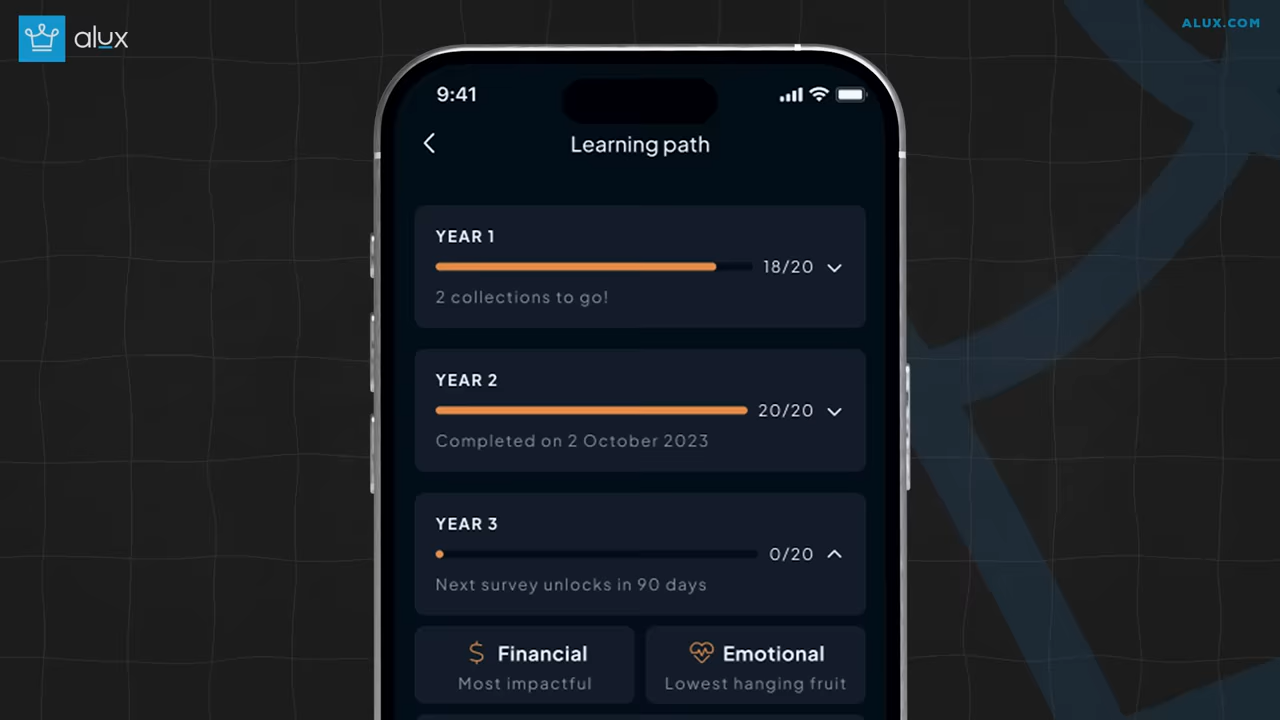 alux
ALUX.COM
9:41
Learning path
YEAR 1
18/20
2 collections to go!
YEAR 2
20/20
Completed on 2 October 2023
YEAR 3
0/20
Next survey unlocks in 90 days
Financial
Most impactful
Emotional
Lowest hanging fruit